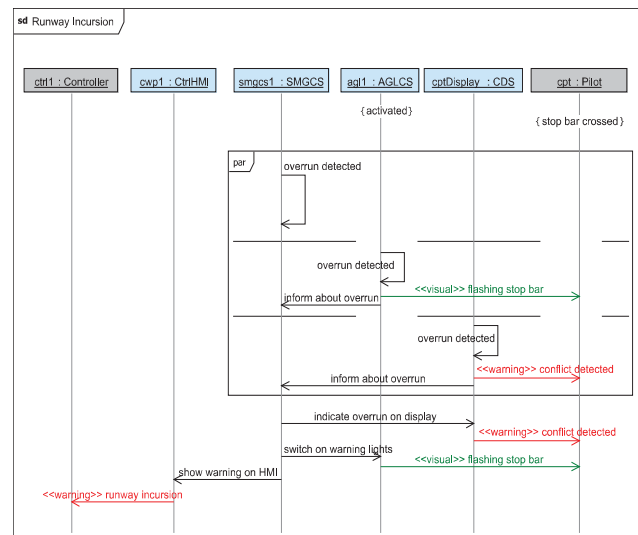 sd Runway Incursion
ctrl1 : Controller
cwp1 : CtrlHMI
smgcs1 : SMGCS
agl1 : AGLCS
cptDisplay : CDS
cpt : Pilot
{activated}
{stop bar crossed}
par
overrun detected
overrun detected
<<visual>> flashing stop bar
inform about overrun
overrun detected
<<warning>> conflict detected
inform about overrun
indicate overrun on display
<<warning>> conflict detected
switch on warning lights
<<visual>> flashing stop bar
show warning on HMI
<<warning>> runway incursion